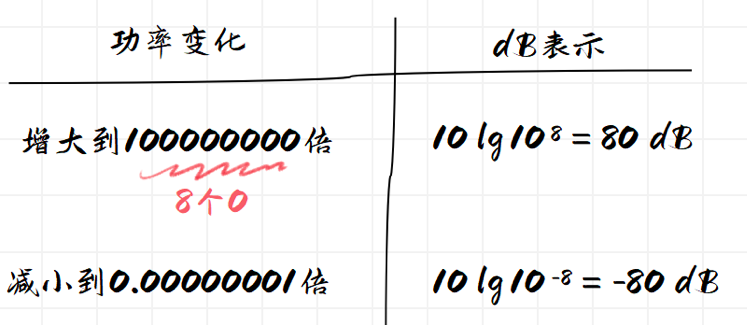 功率变化 dB表示
增大到100000000倍 10 lg10⁸ = 80 dB
8个0
减小到0.00000001倍 10 lg10⁻⁸ = -80 dB